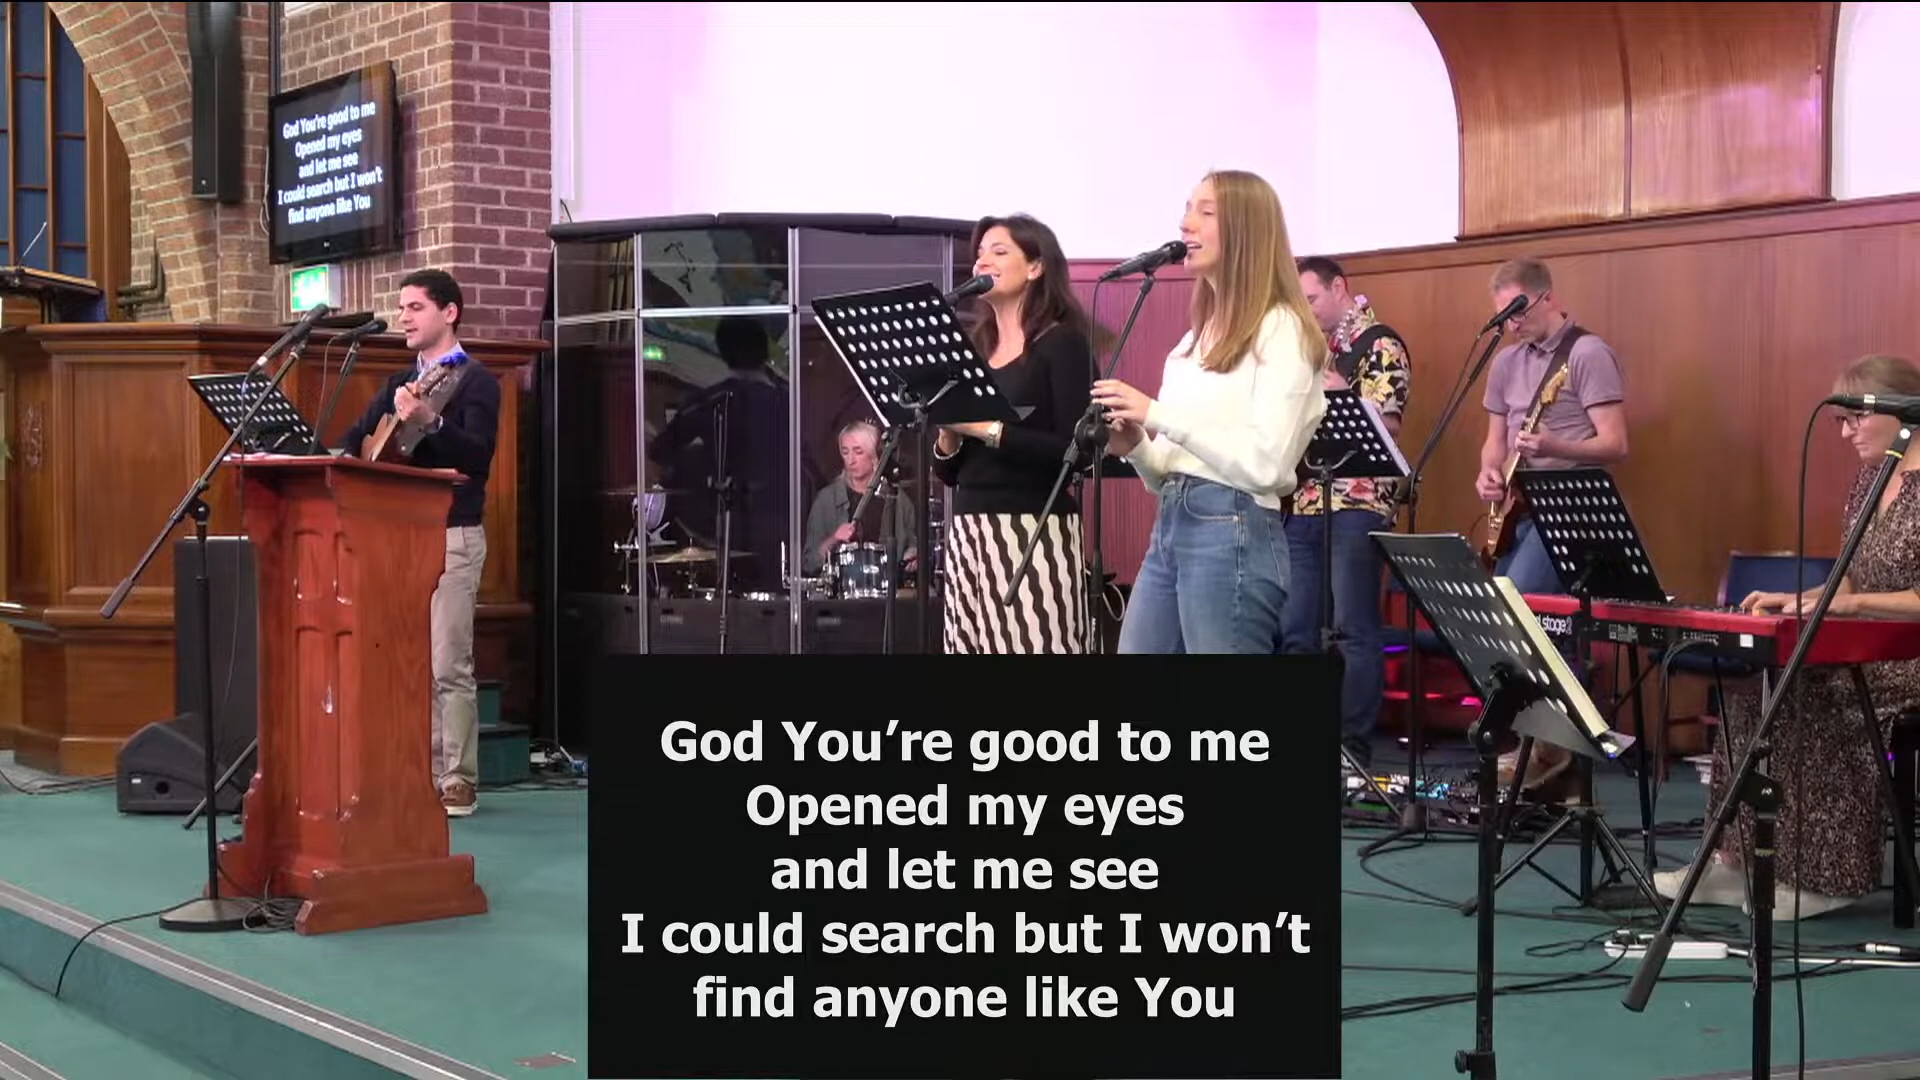 God You're good to me
Opened my eyes
and let me see
I could search but I won't
find anyone like You
God You’re good to me
Opened my eyes
and let me see
I could search but I won’t
find anyone like You
stage 2